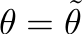 θ = θ̃